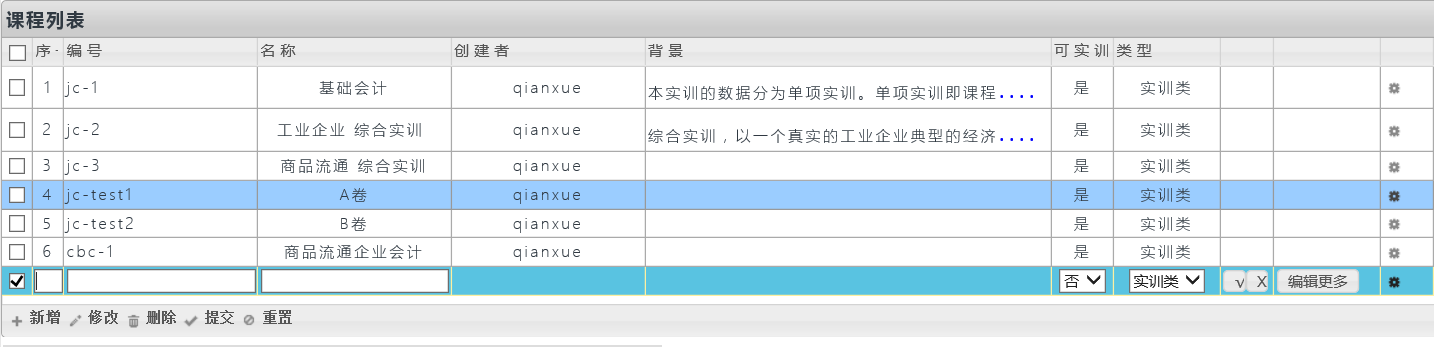 课程列表
序· 编号 名称 创建者 背景 可实训 类型
1 jc-1 基础会计 qianxue 本实训的数据分为单项实训。单项实训即课程.... 是 实训类
2 jc-2 工业企业 综合实训 qianxue 综合实训，以一个真实的工业企业典型的经济.... 是 实训类
3 jc-3 商品流通 综合实训 qianxue 是 实训类
4 jc-test1 A卷 qianxue 是 实训类
5 jc-test2 B卷 qianxue 是 实训类
6 cbc-1 商品流通企业会计 qianxue 是 实训类
否 实训类 √ X 编辑更多
新增 修改 删除 提交 重置